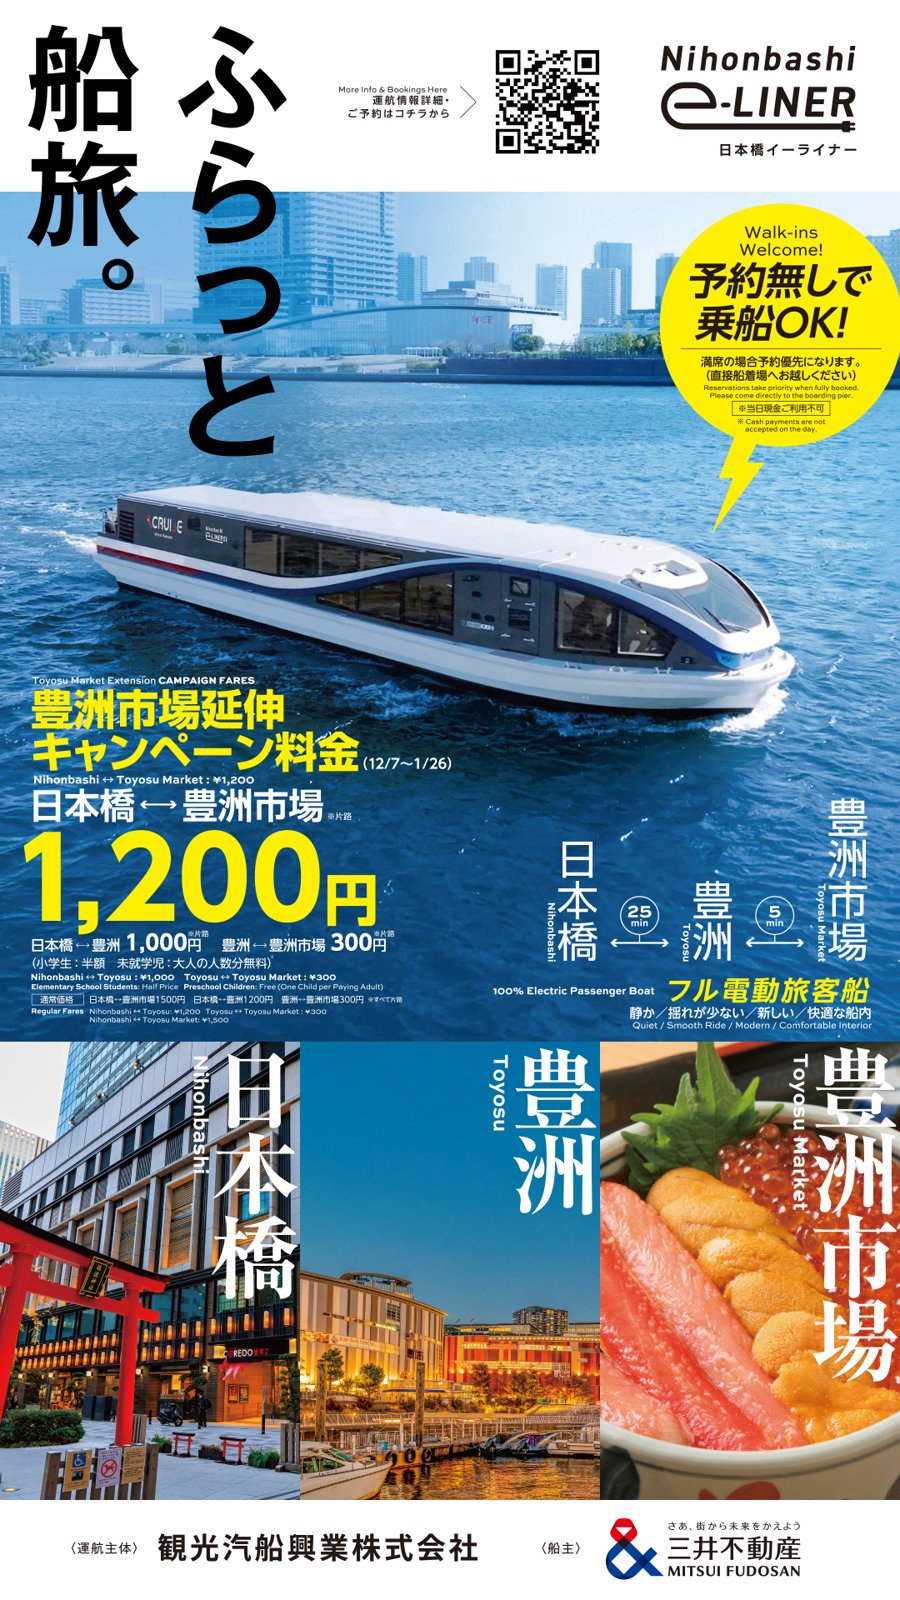 ふらっと
船旅。
More Info & Bookings Here
運航情報詳細・
ご予約はコチラから
Nihonbashi
e-LINER
日本橋イーライナー
Walk-ins
Welcome!
予約無しで
乗船OK!
満席の場合予約優先になります。
(直接船着場へお越しください)
Reservations take priority when fully booked.
Please come directly to the boarding pier.
※当日現金ご利用不可
※ Cash payments are not
accepted on the day.
CRUISE
Nihonbashi
e-LINER
Toyosu Market Extension CAMPAIGN FARES
豊洲市場延伸
キャンペーン料金(12/7〜1/26)
Nihonbashi ↔ Toyosu Market : ¥1,200
日本橋↔豊洲市場 ※片路
1,200円
日本橋↔豊洲 1,000円※片路 豊洲↔豊洲市場 300円※片路
(小学生：半額 未就学児：大人の人数分無料)
Nihonbashi ↔ Toyosu : ¥1,000 Toyosu ↔ Toyosu Market : ¥300
Elementary School Students: Half Price Preschool Children: Free (One Child per Paying Adult)
通常価格 日本橋↔豊洲市場1500円 日本橋↔豊洲1200円 豊洲↔豊洲市場300円 ※すべて片路
Regular Fares Nihonbashi ↔ Toyosu: ¥1,200 Toyosu ↔ Toyosu Market : ¥300
Nihonbashi ↔ Toyosu Market: ¥1,500
日本橋
Nihonbashi
25
min
豊洲
Toyosu
5
min
豊洲市場
Toyosu Market
100% Electric Passenger Boat フル電動旅客船
静か／揺れが少ない／新しい／快適な船内
Quiet / Smooth Ride / Modern / Comfortable Interior
日本橋
Nihonbashi
COREDO室町2
豊洲
Toyosu
豊洲市場
Toyosu Market
〈運航主体〉 観光汽船興業株式会社
〈船主〉
さあ、街から未来をかえよう
三井不動産
MITSUI FUDOSAN